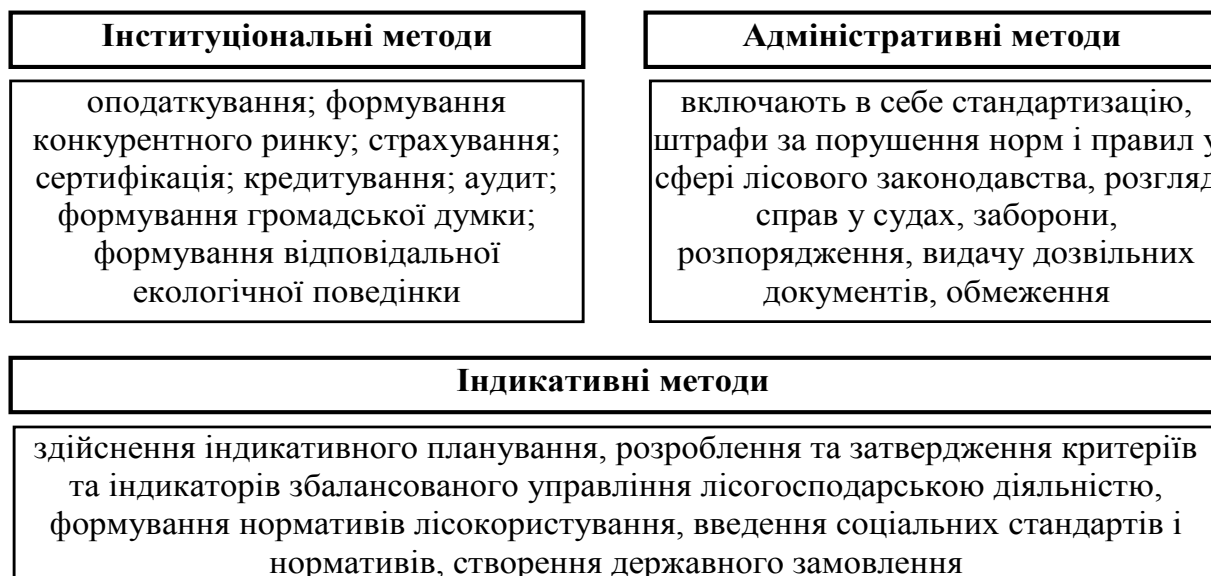 Інституціональні методи
оподаткування; формування
конкурентного ринку; страхування;
сертифікація; кредитування; аудит;
формування громадської думки;
формування відповідальної
екологічної поведінки
Адміністративні методи
включають в себе стандартизацію,
штрафи за порушення норм і правил у
сфері лісового законодавства, розгляд
справ у судах, заборони,
розпорядження, видачу дозвільних
документів, обмеження
Індикативні методи
здійснення індикативного планування, розроблення та затвердження критеріїв
та індикаторів збалансованого управління лісогосподарською діяльністю,
формування нормативів лісокористування, введення соціальних стандартів і
нормативів, створення державного замовлення